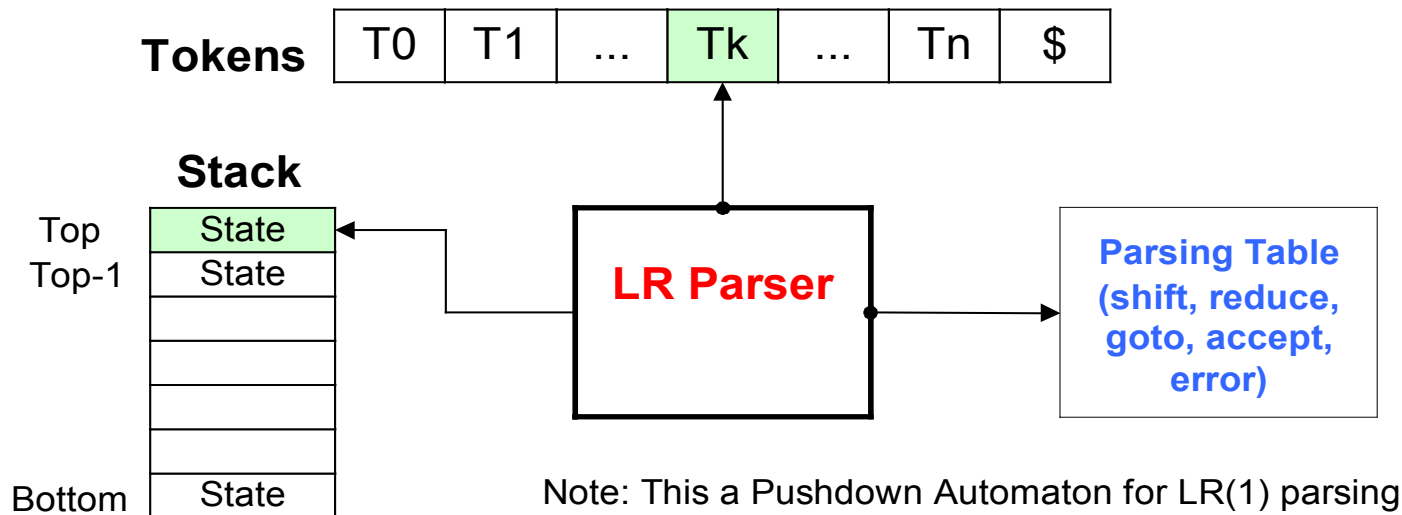 Tokens T0 T1 ... Tk ... Tn $
Stack
Top State
Top-1 State
LR Parser
Parsing Table
(shift, reduce,
goto, accept,
error)
Bottom State
Note: This a Pushdown Automaton for LR(1) parsing